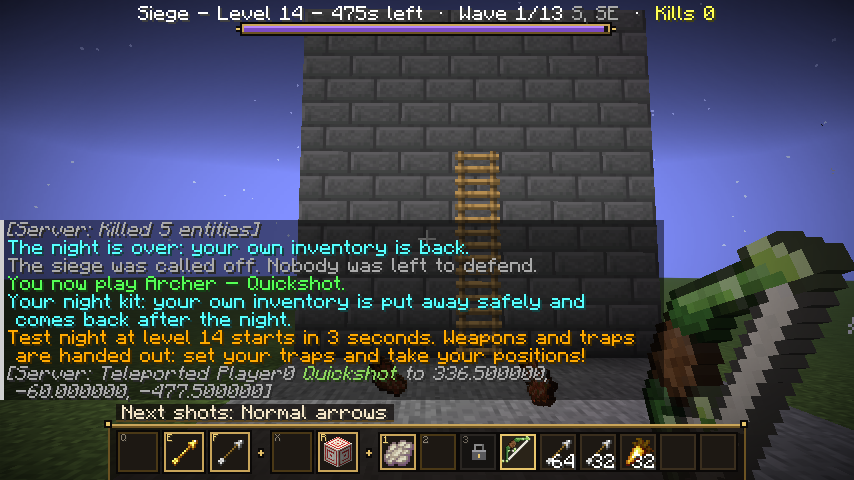 Siege – Level 14 – 475s left · Wave 1/13 S, SE · Kills 0
[Server: Killed 5 entities]
The night is over: your own inventory is back.
The siege was called off. Nobody was left to defend.
You now play Archer – Quickshot.
Your night kit: your own inventory is put away safely and
comes back after the night.
Test night at level 14 starts in 3 seconds. Weapons and traps
are handed out: set your traps and take your positions!
[Server: Teleported Player0 Quickshot to 336.500000,
-60.000000, -477.500000]
Next shots: Normal arrows
Q E F X R 1 2 3
64 32 32